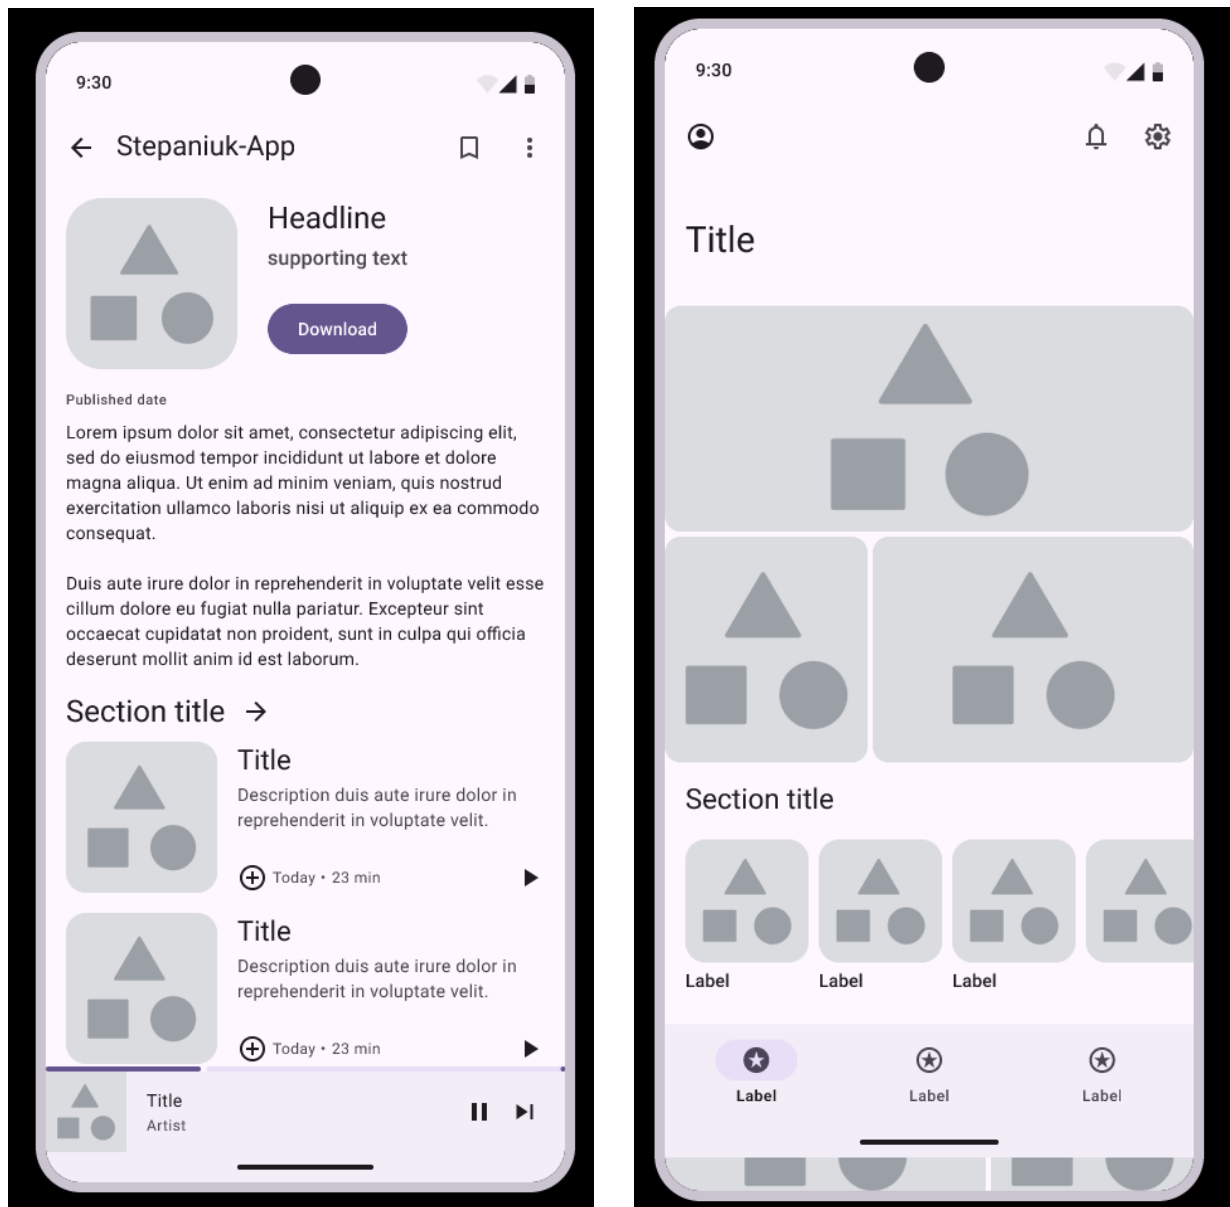 9:30
Stepaniuk-App
Headline
supporting text
Download
Published date
Lorem ipsum dolor sit amet, consectetur adipiscing elit,
sed do eiusmod tempor incididunt ut labore et dolore
magna aliqua. Ut enim ad minim veniam, quis nostrud
exercitation ullamco laboris nisi ut aliquip ex ea commodo
consequat.
Duis aute irure dolor in reprehenderit in voluptate velit esse
cillum dolore eu fugiat nulla pariatur. Excepteur sint
occaecat cupidatat non proident, sunt in culpa qui officia
deserunt mollit anim id est laborum.
Section title
Title
Description duis aute irure dolor in
reprehenderit in voluptate velit.
Today • 23 min
Title
Description duis aute irure dolor in
reprehenderit in voluptate velit.
Today • 23 min
Title
Artist
9:30
Title
Section title
Label Label Label
Label Label Label